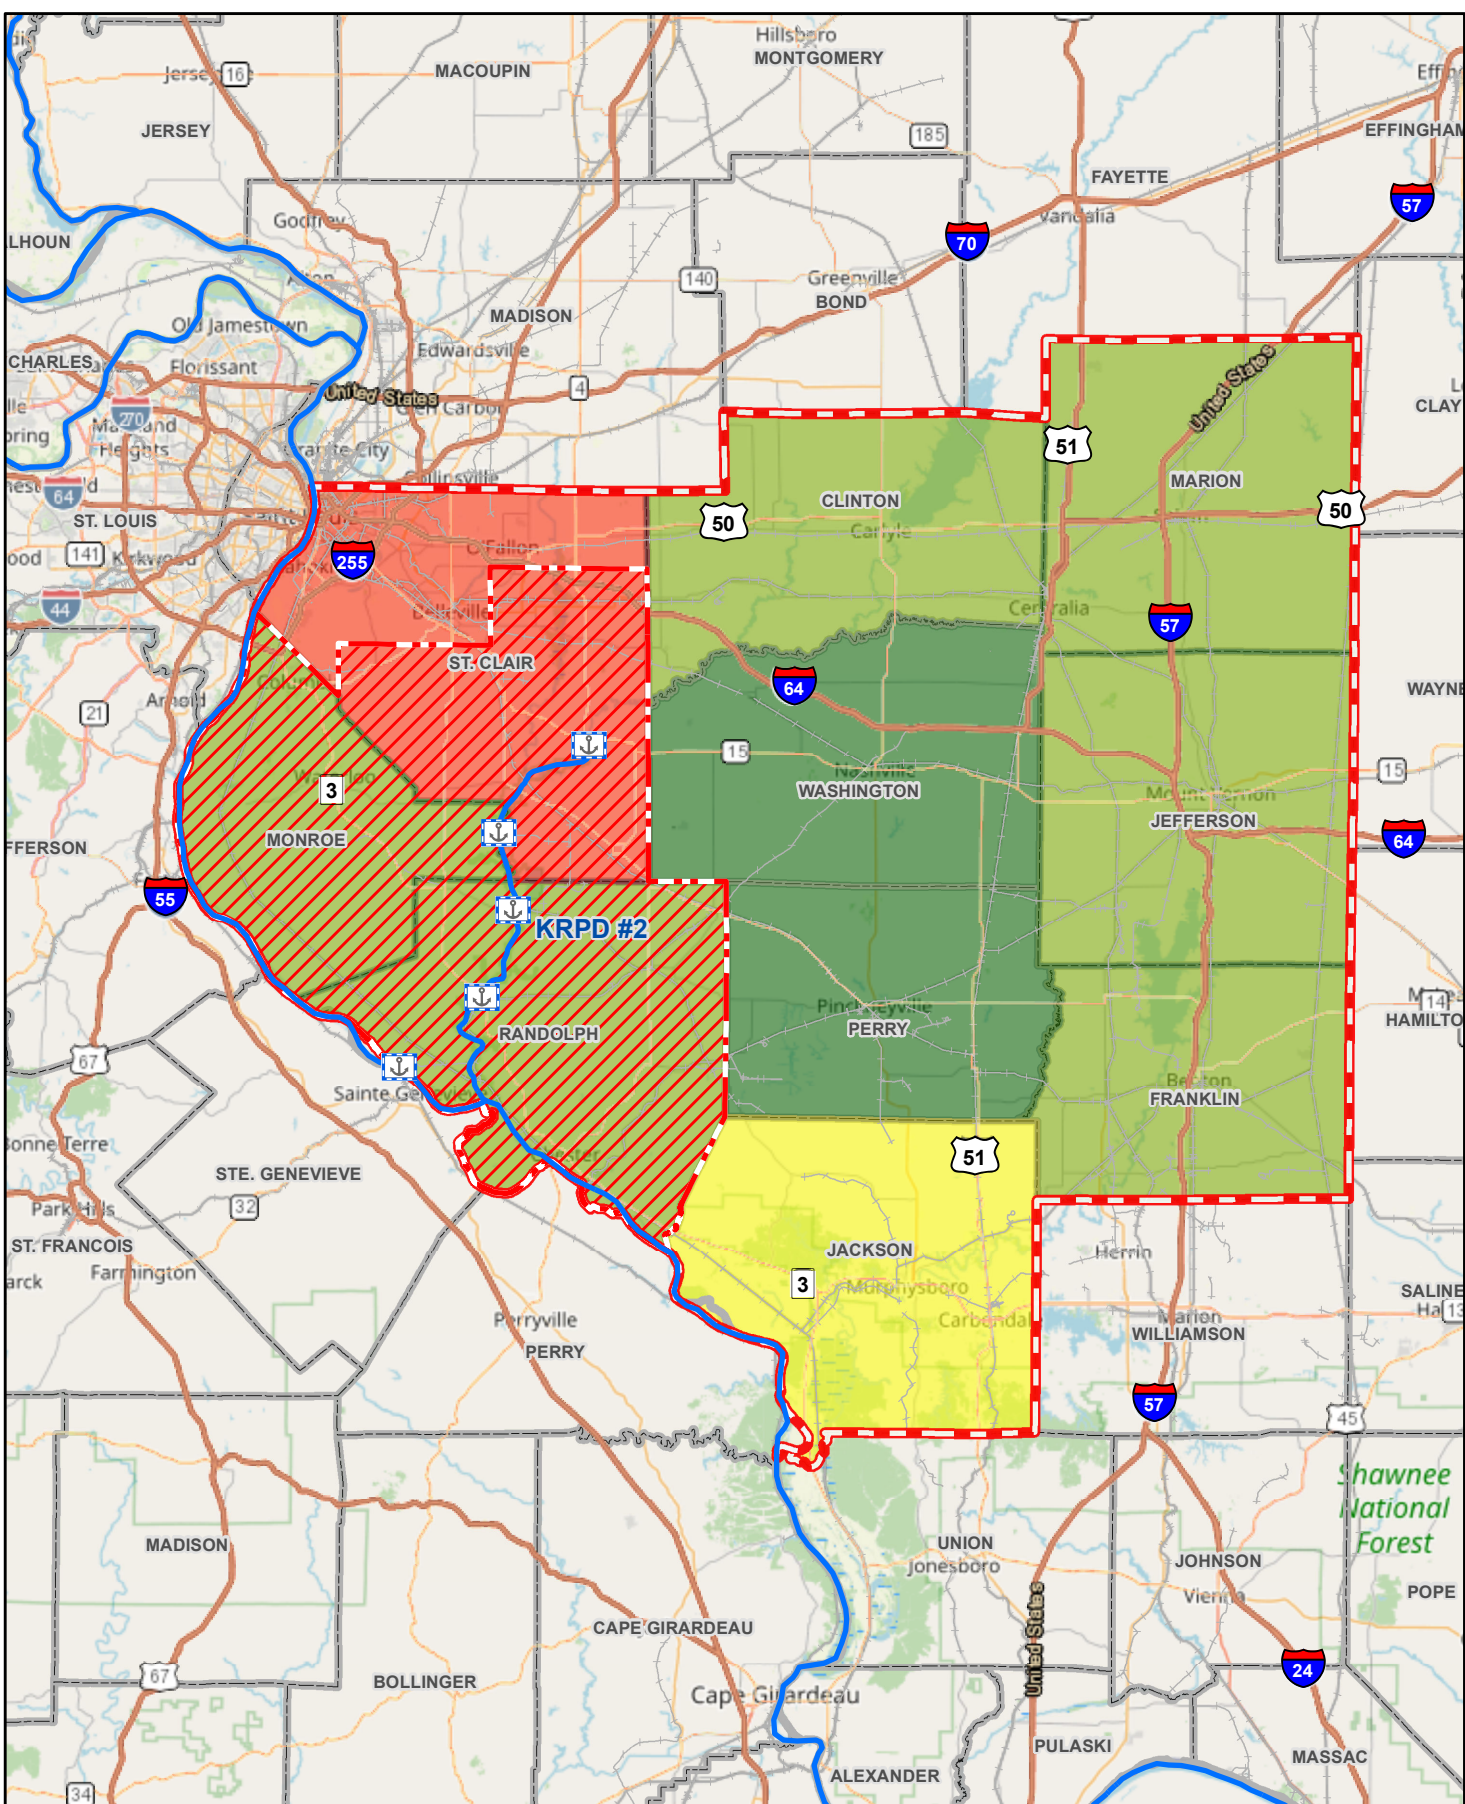 Hillsboro
MONTGOMERY
MACOUPIN
16
JERSEY
185
EFFINGHAM
FAYETTE
Vandalia
57
Godfrey
70
LHOUN
140
Greenville
BOND
Alton
MADISON
Old Jamestown
Edwardsville
CHARLES
Florissant
United States
4
United States
Glen Carbon
CLAY
270
Maryland
Heights
Granite City
51
Collinsville
MARION
64
CLINTON
50
50
ST. LOUIS
Carlyle
Salem
141
Kirkwood
O'Fallon
255
44
Belleville
Centralia
57
ST. CLAIR
Columbia
64
WAYNE
Arnold
21
15
Nashville
WASHINGTON
15
Waterloo
3
Mount Vernon
JEFFERSON
MONROE
64
FFERSON
55
KRPD #2
Pinckneyville
PERRY
14
HAMILTO
RANDOLPH
67
Sainte Genevieve
Benton
FRANKLIN
Bonne Terre
Chester
51
STE. GENEVIEVE
32
Park Hills
ST. FRANCOIS
Farmington
JACKSON
Herrin
3
Murphysboro
SALINE
13
Perryville
Carbondale
Marion
WILLIAMSON
PERRY
57
45
Shawnee
National
Forest
MADISON
UNION
Jonesboro
JOHNSON
Vienna
POPE
United States
CAPE GIRARDEAU
67
BOLLINGER
24
Cape Girardeau
PULASKI
MASSAC
ALEXANDER
34